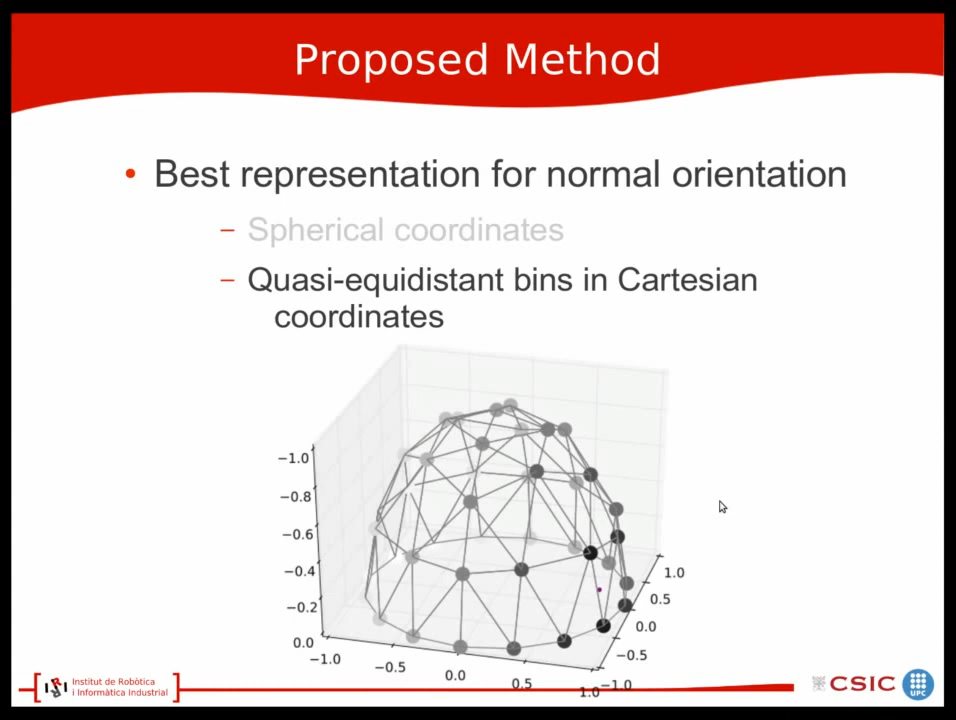 Proposed Method
• Best representation for normal orientation
– Spherical coordinates
– Quasi-equidistant bins in Cartesian
coordinates
−1.0
−0.8
−0.6
−0.4
−0.2
0.0
−1.0
−0.5
0.0
0.5
1.0
−1.0
−0.5
0.0
0.5
1.0
IRI
Institut de Robòtica
i Informàtica Industrial
CSIC
UPC